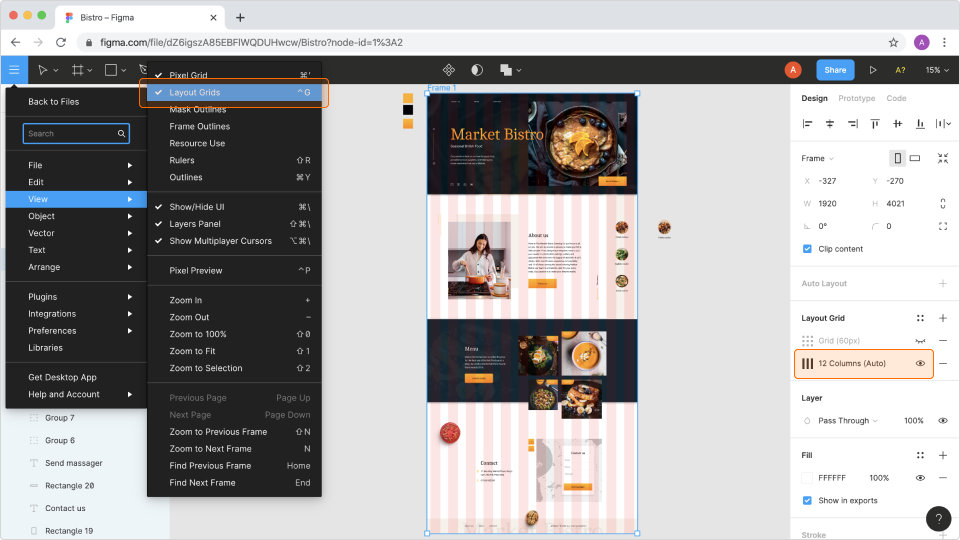 Bistro – Figma
figma.com/file/dZ6igszA85EBFlWQDUHwcw/Bistro?node-id=1%3A2
A
A
Share
A?
15%
Back to Files
Search
File
Edit
View
Object
Vector
Text
Arrange
Plugins
Integrations
Preferences
Libraries
Get Desktop App
Help and Account
Group 7
Group 6
Send massager
Rectangle 20
Contact us
Rectangle 19
Pixel Grid ⌘'
Layout Grids ⌃G
Mask Outlines
Frame Outlines
Resource Use
Rulers ⇧R
Outlines ⌘Y
Show/Hide UI ⌘\
Layers Panel ⇧⌘\
Show Multiplayer Cursors ⌥⌘\
Pixel Preview ⌃P
Zoom In +
Zoom Out –
Zoom to 100% ⇧0
Zoom to Fit ⇧1
Zoom to Selection ⇧2
Previous Page Page Up
Next Page Page Down
Zoom to Previous Frame ⇧N
Zoom to Next Frame N
Find Previous Frame Home
Find Next Frame End
Frame 1
Market Bistro
Seasonal British Food
About us
Menu
Contact
Contact us
Design Prototype Code
Frame
X -327 Y -270
W 1920 H 4021
0° 0
Clip content
Auto Layout
Layout Grid
Grid (60px)
12 Columns (Auto)
Layer
Pass Through 100%
Fill
FFFFFF 100%
Show in exports
Stroke
?